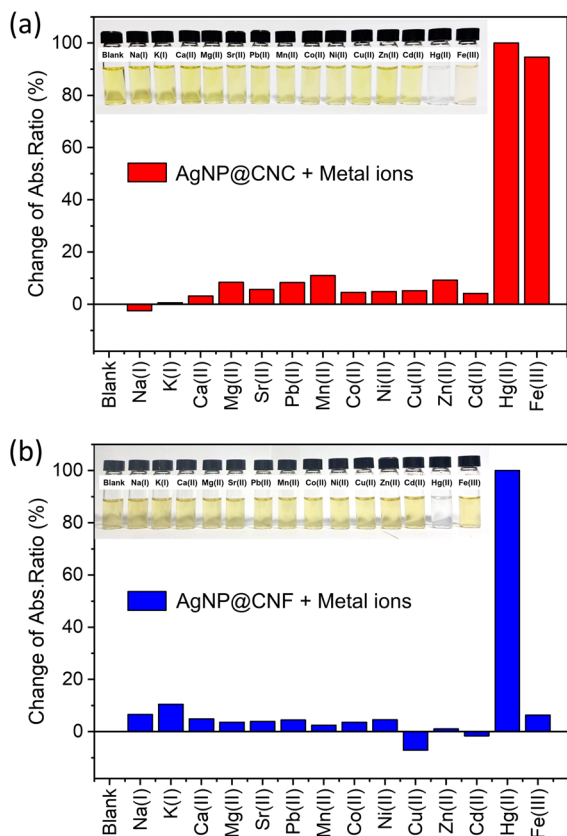 (a)
Change of Abs.Ratio (%)
100
80
60
40
20
0
Blank Na(I) K(I) Ca(II) Mg(II) Sr(II) Pb(II) Mn(II) Co(II) Ni(II) Cu(II) Zn(II) Cd(II) Hg(II) Fe(III)
AgNP@CNC + Metal ions
Blank Na(I) K(I) Ca(II) Mg(II) Sr(II) Pb(II) Mn(II) Co(II) Ni(II) Cu(II) Zn(II) Cd(II) Hg(II) Fe(III)
(b)
Change of Abs.Ratio (%)
100
80
60
40
20
0
Blank Na(I) K(I) Ca(II) Mg(II) Sr(II) Pb(II) Mn(II) Co(II) Ni(II) Cu(II) Zn(II) Cd(II) Hg(II) Fe(III)
AgNP@CNF + Metal ions
Blank Na(I) K(I) Ca(II) Mg(II) Sr(II) Pb(II) Mn(II) Co(II) Ni(II) Cu(II) Zn(II) Cd(II) Hg(II) Fe(III)